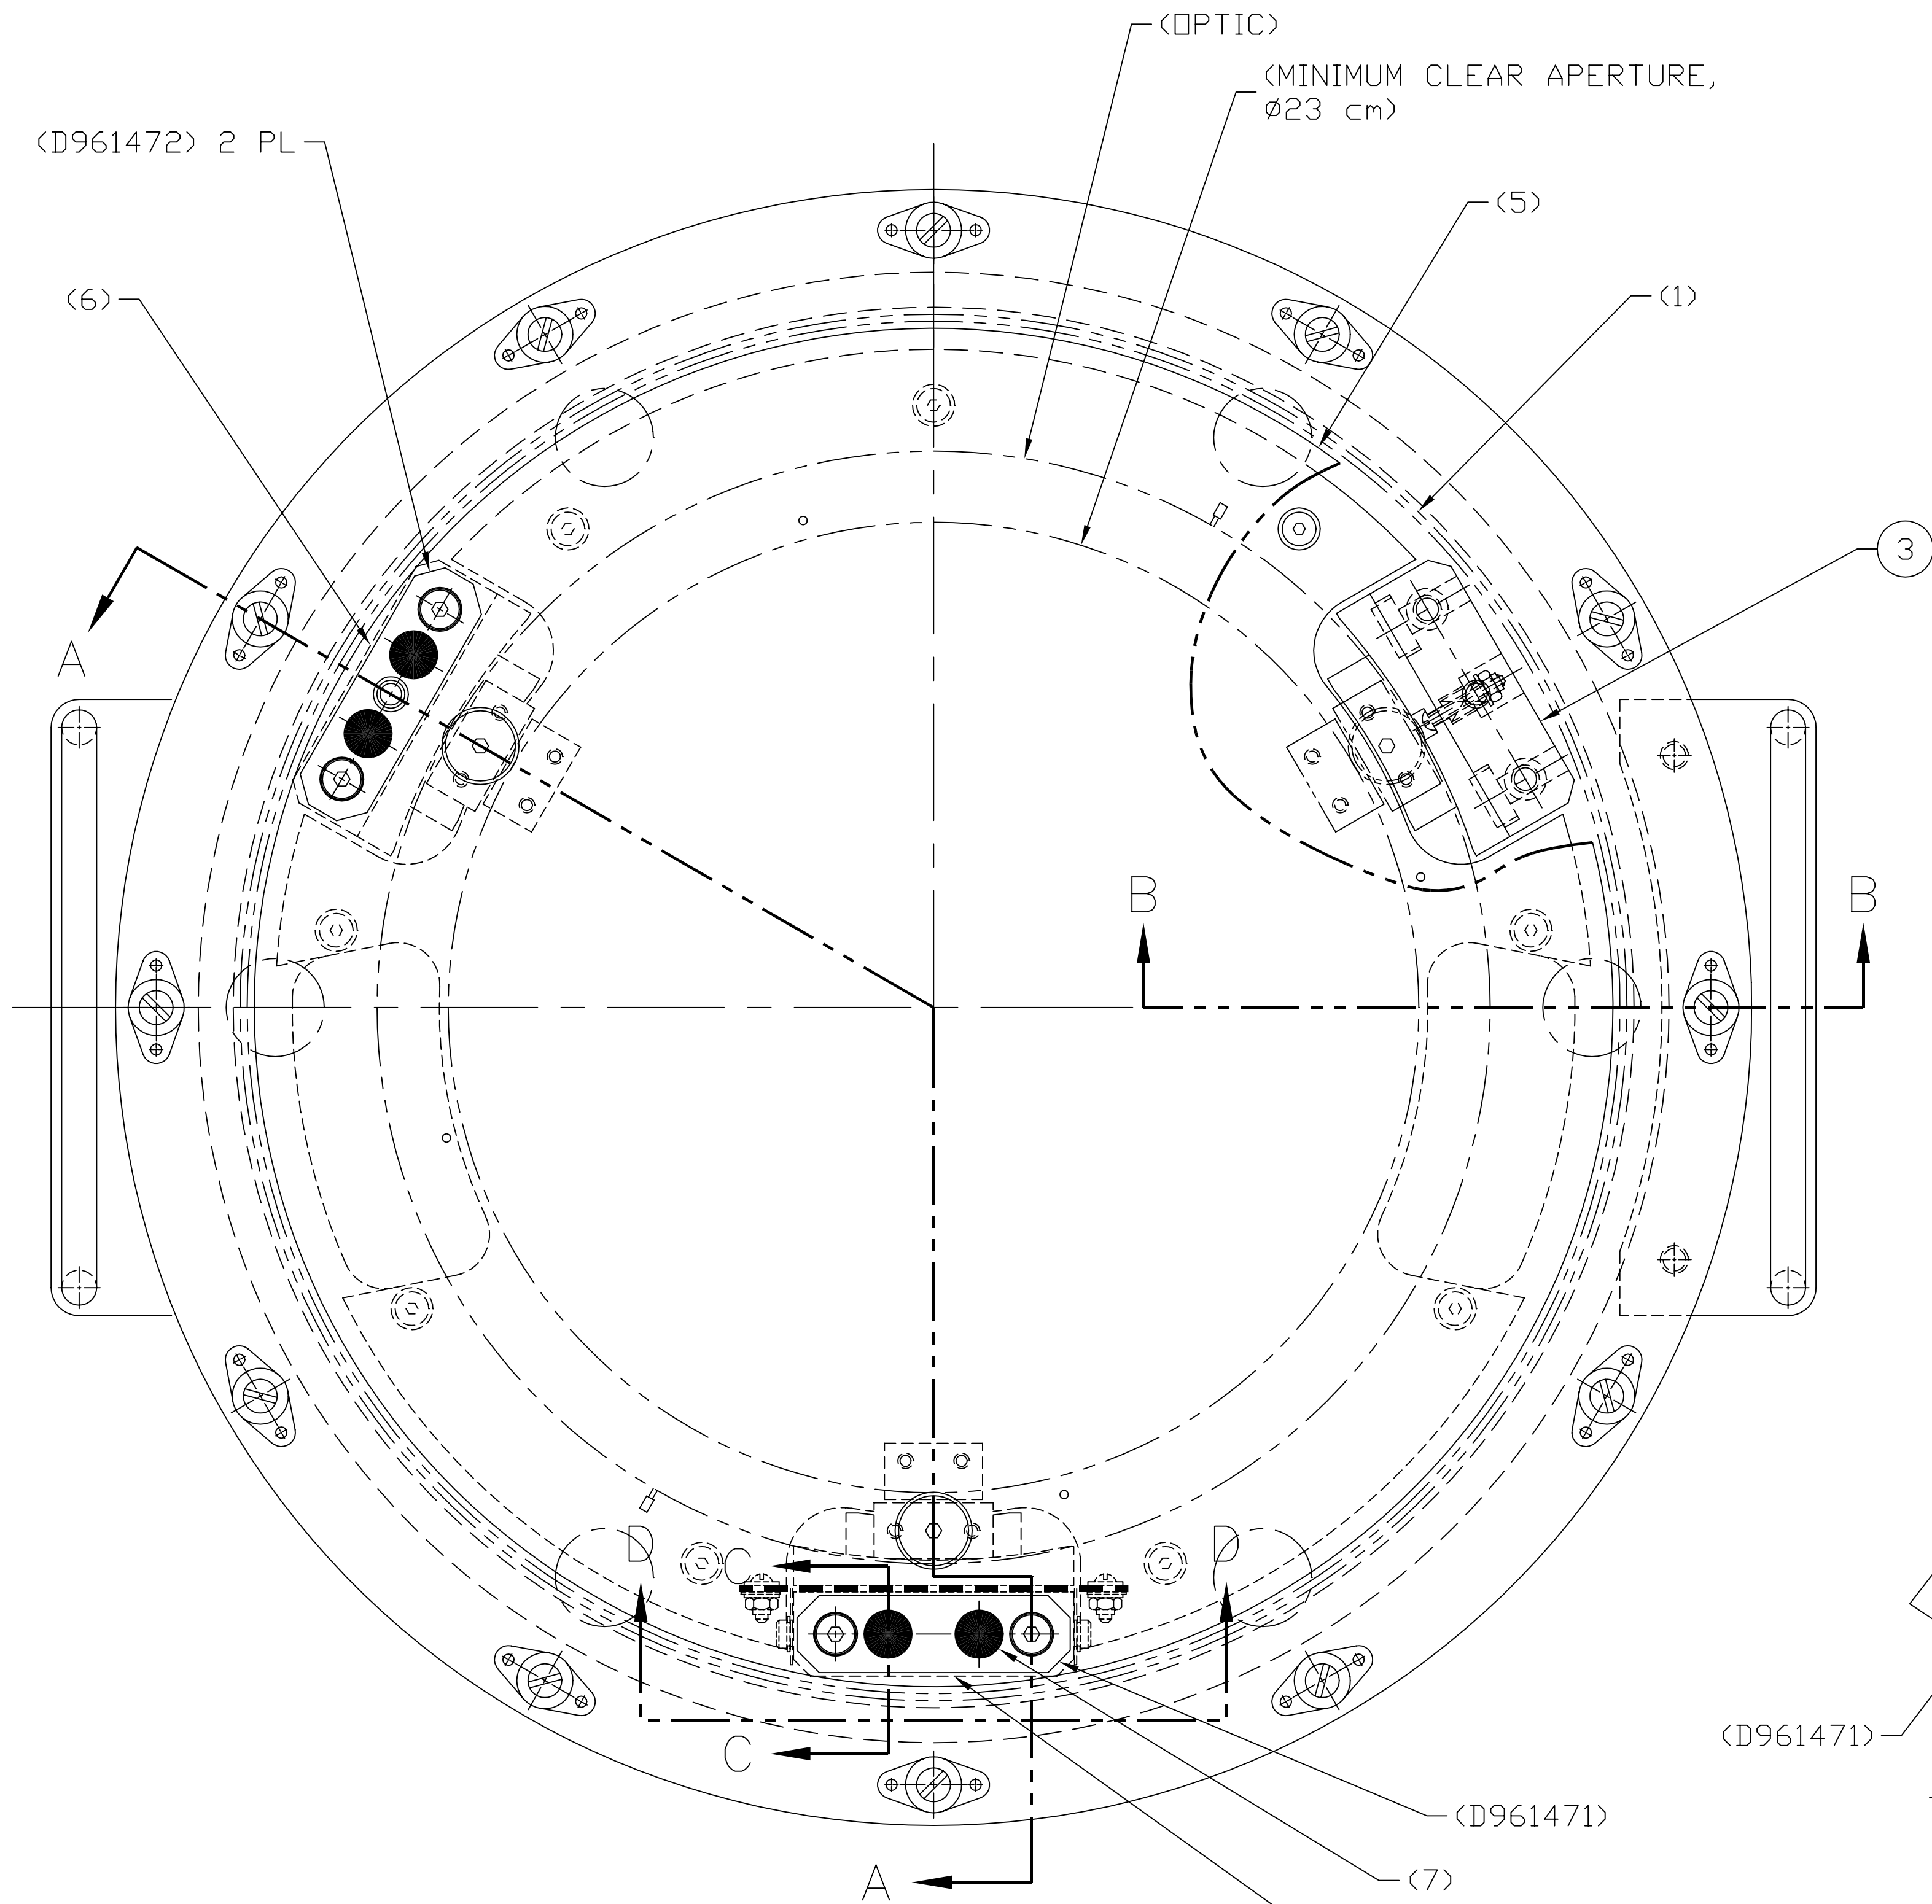 (OPTIC)
(MINIMUM CLEAR APERTURE,
Ø23 cm)
(D961472) 2 PL
(5)
(6)
(1)
3
A
B
B
D
C
D
C
(D961471)
(D961471)
A
(7)